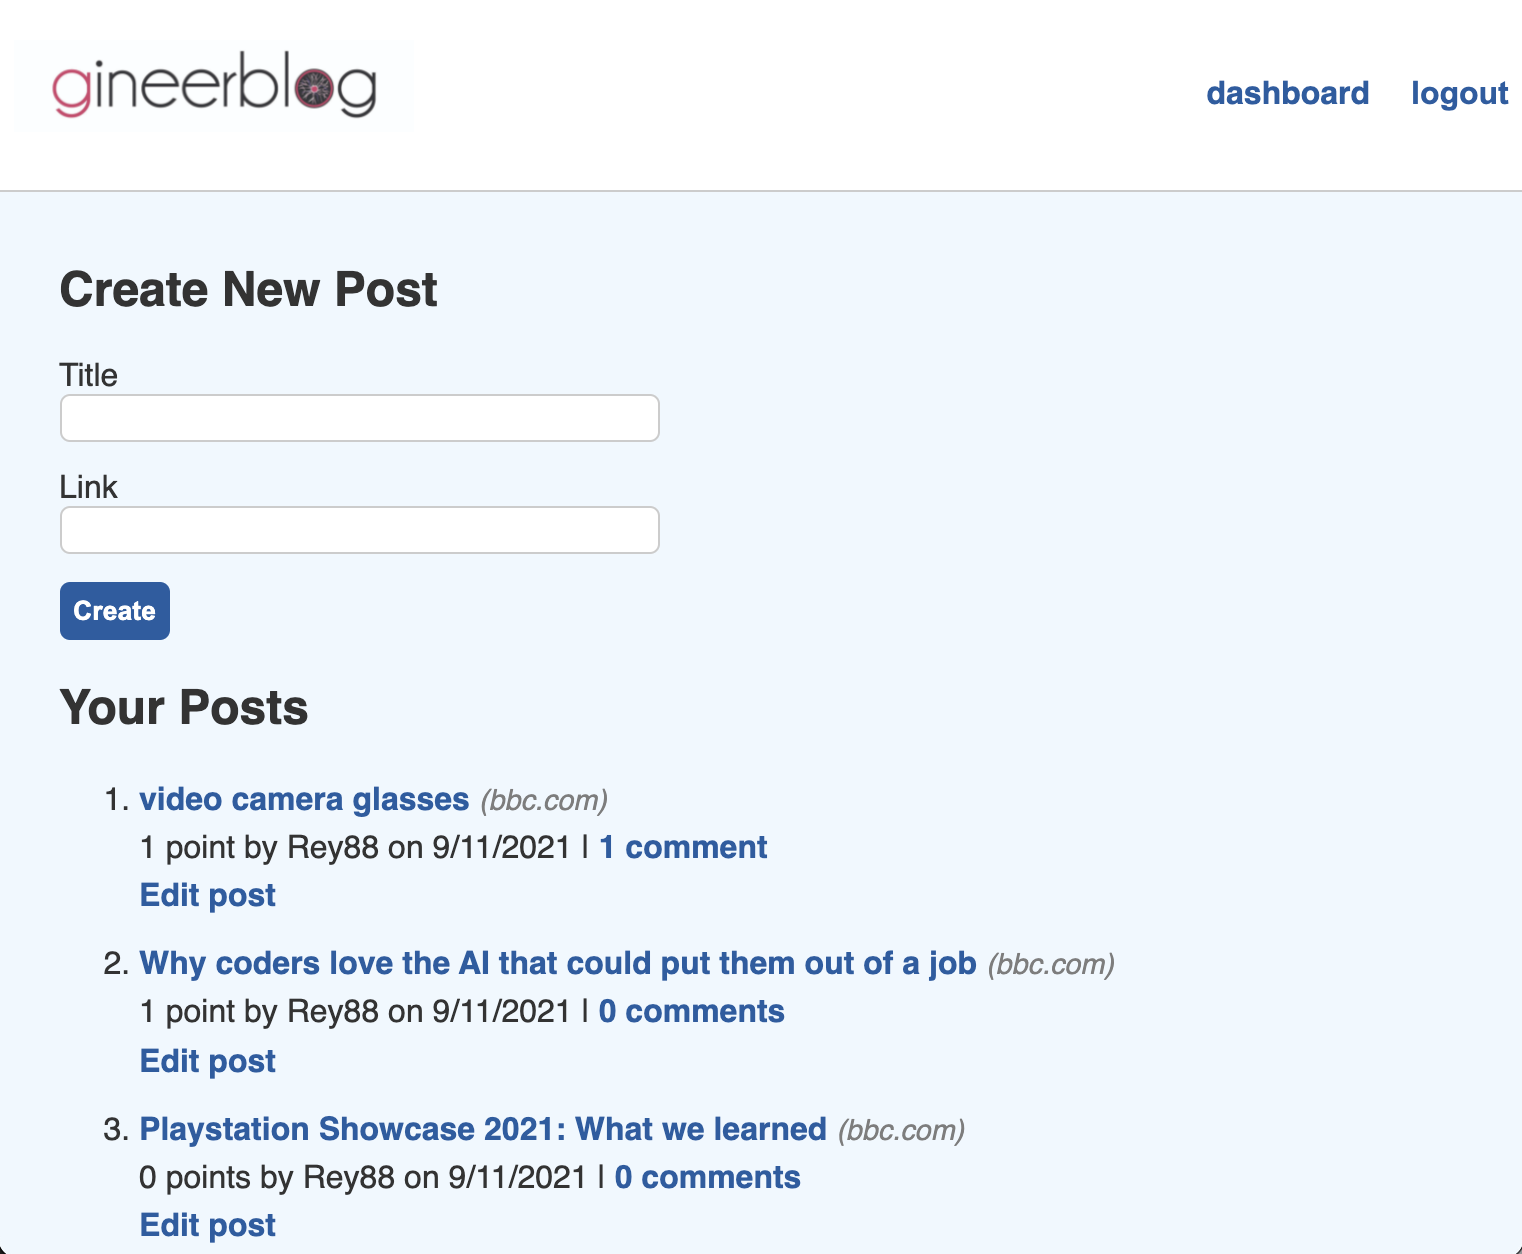 gineerblog
dashboard logout
Create New Post
Title
Link
Create
Your Posts
1. video camera glasses (bbc.com)
1 point by Rey88 on 9/11/2021 | 1 comment
Edit post
2. Why coders love the AI that could put them out of a job (bbc.com)
1 point by Rey88 on 9/11/2021 | 0 comments
Edit post
3. Playstation Showcase 2021: What we learned (bbc.com)
0 points by Rey88 on 9/11/2021 | 0 comments
Edit post